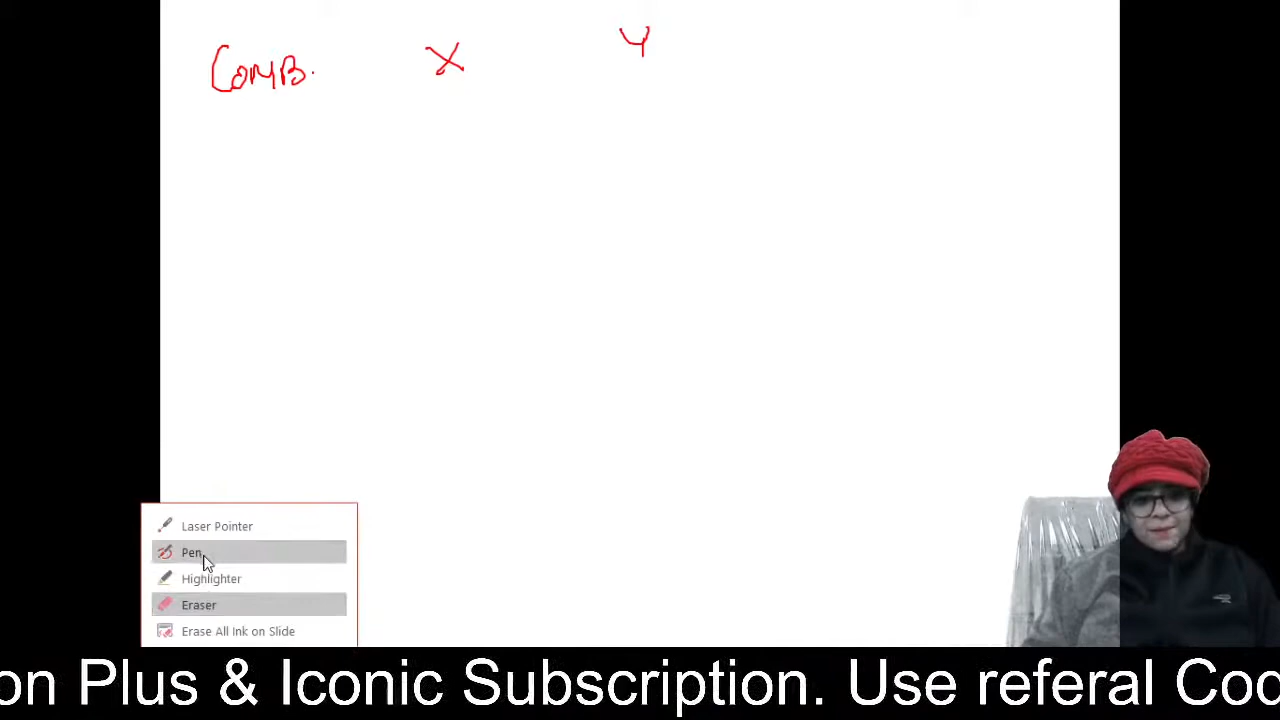 Comb. X Y
Laser Pointer
Pen
Highlighter
Eraser
Erase All Ink on Slide
on Plus & Iconic Subscription. Use referal Coo